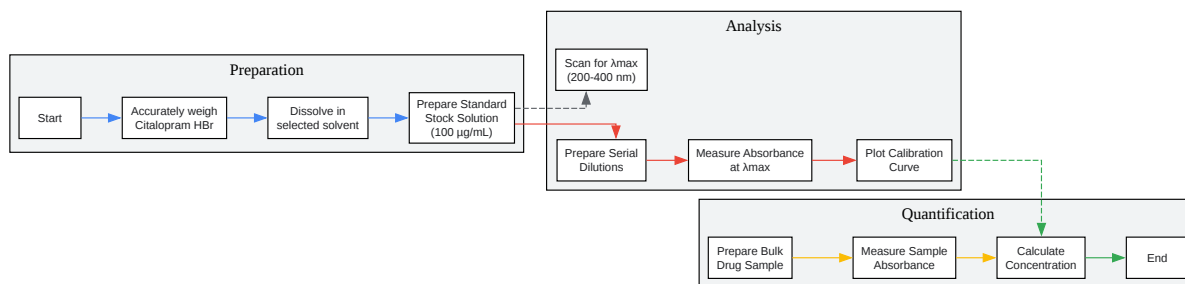 Preparation
Start
Accurately weigh
Citalopram HBr
Dissolve in
selected solvent
Prepare Standard
Stock Solution
(100 µg/mL)
Analysis
Scan for λmax
(200-400 nm)
Prepare Serial
Dilutions
Measure Absorbance
at λmax
Plot Calibration
Curve
Quantification
Prepare Bulk
Drug Sample
Measure Sample
Absorbance
Calculate
Concentration
End